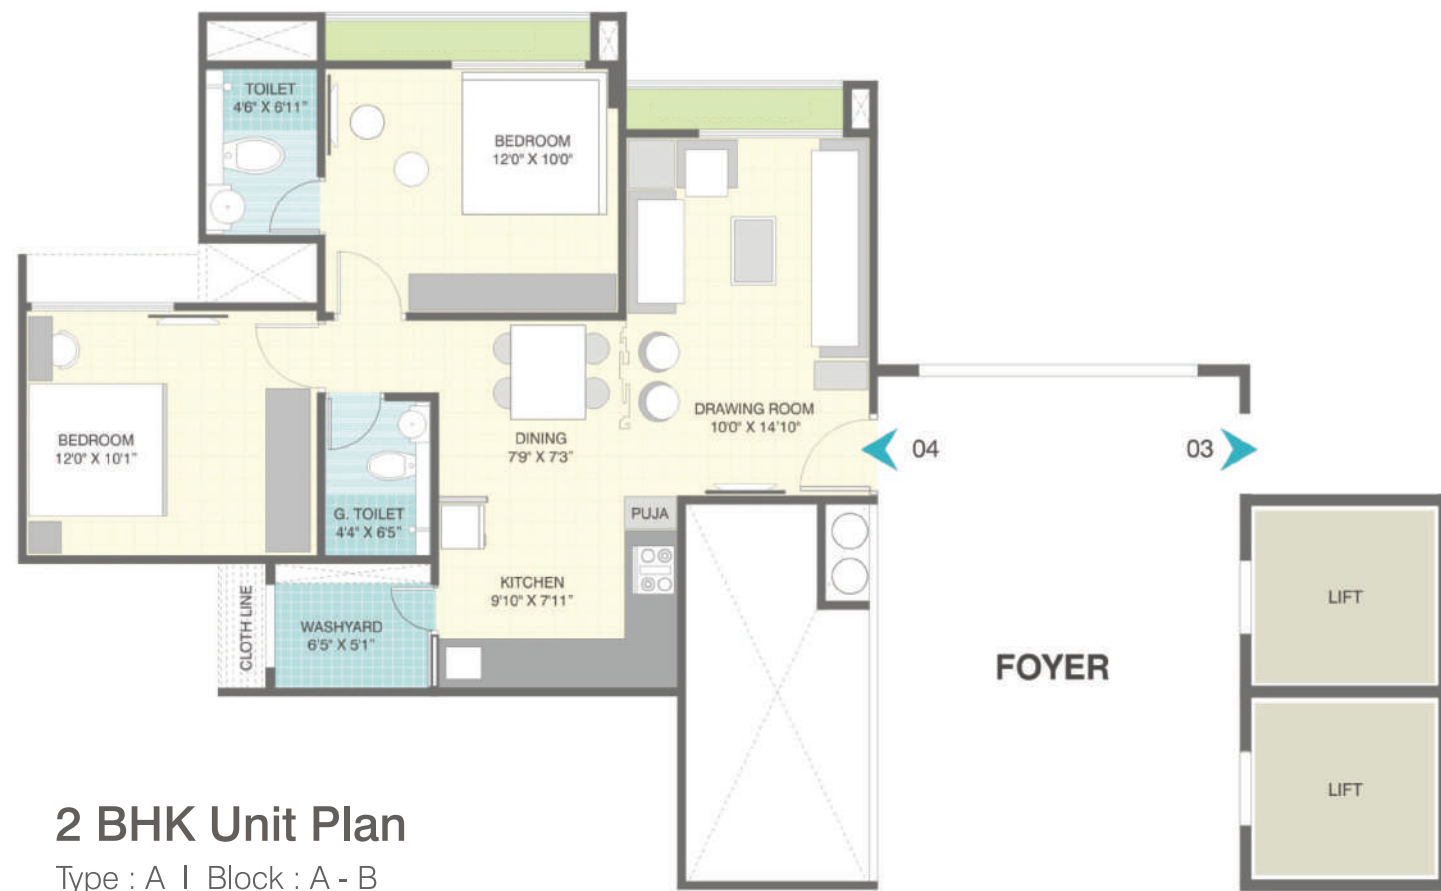 TOILET
4'6" X 6'11"
BEDROOM
12'0" X 10'0"
DRAWING ROOM
10'0" X 14'10"
BEDROOM
12'0" X 10'1"
DINING
7'9" X 7'3"
04
03
G. TOILET
4'4" X 6'5"
PUJA
KITCHEN
9'10" X 7'11"
CLOTH LINE
WASHYARD
6'5" X 5'1"
LIFT
FOYER
LIFT
2 BHK Unit Plan
Type : A I Block : A - B